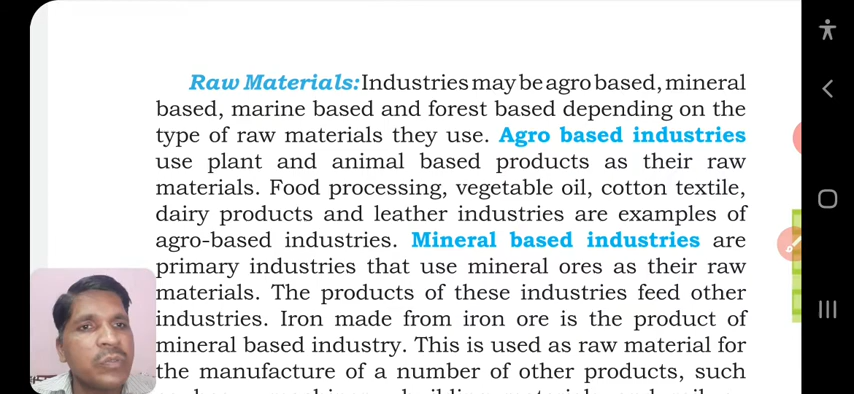 Raw Materials: Industries may be agro based, mineral
based, marine based and forest based depending on the
type of raw materials they use. Agro based industries
use plant and animal based products as their raw
materials. Food processing, vegetable oil, cotton textile,
dairy products and leather industries are examples of
agro-based industries. Mineral based industries are
primary industries that use mineral ores as their raw
materials. The products of these industries feed other
industries. Iron made from iron ore is the product of
mineral based industry. This is used as raw material for
the manufacture of a number of other products, such